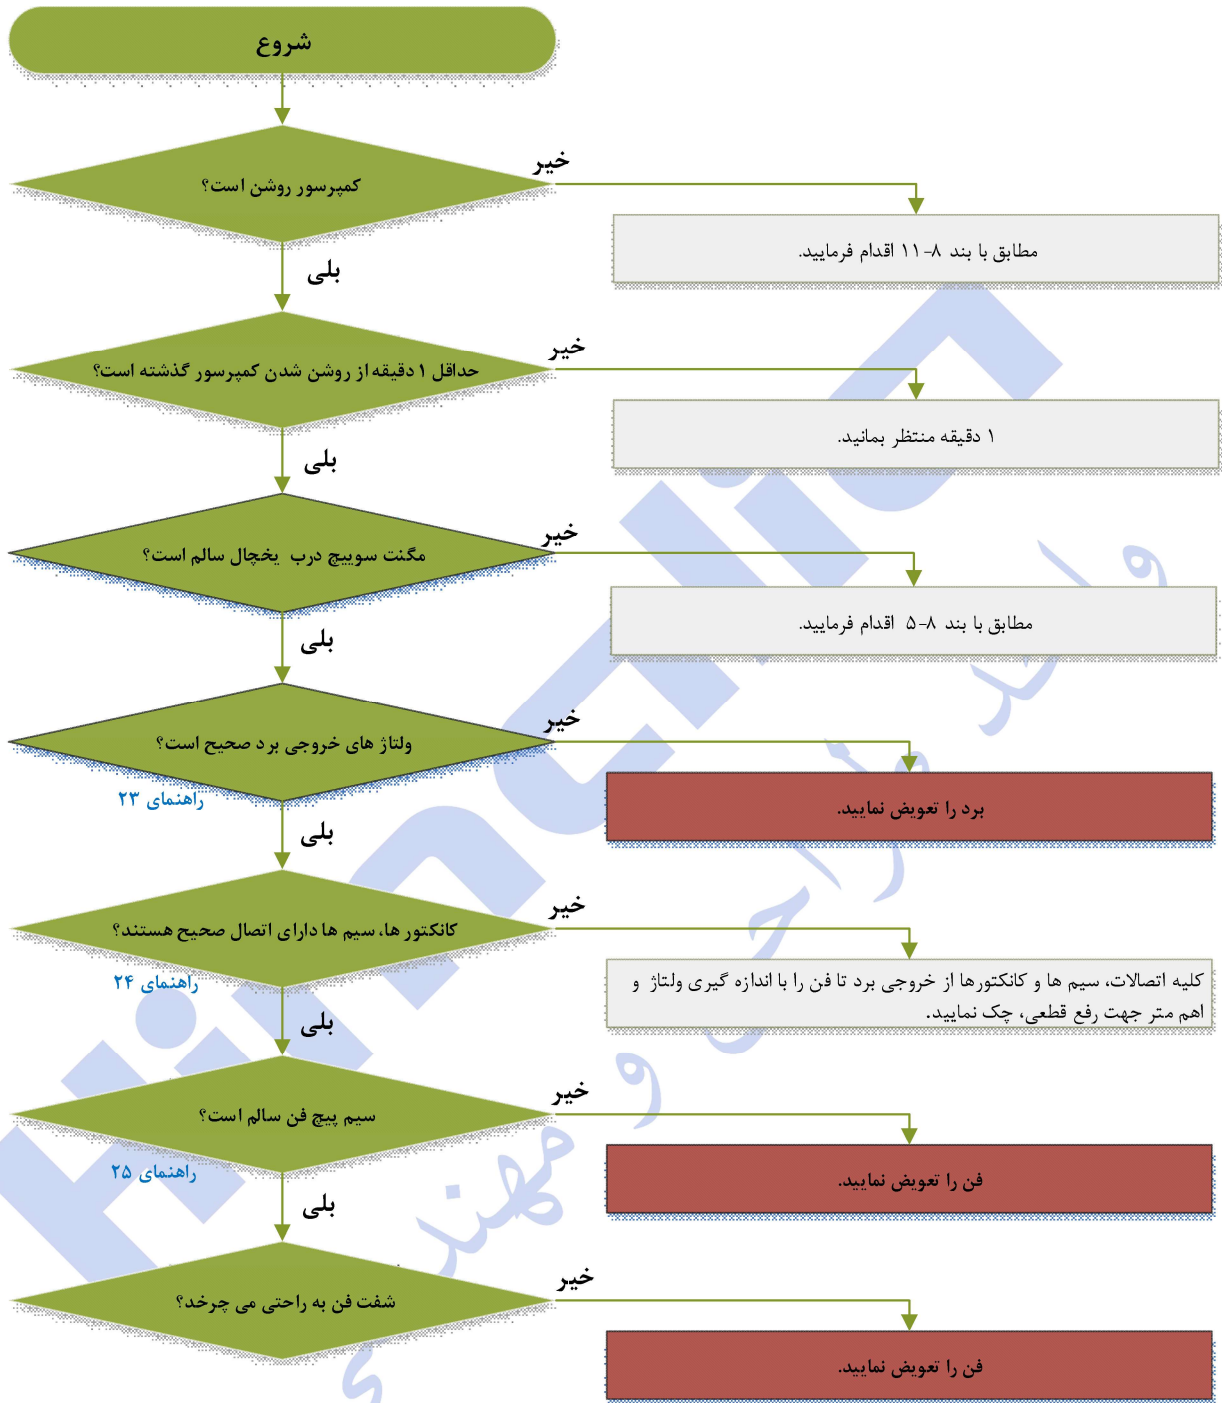 شروع
کمپرسور روشن است؟
خیر
مطابق با بند ۸-۱۱ اقدام فرمایید.
بلی
حداقل ۱ دقیقه از روشن شدن کمپرسور گذشته است؟
خیر
۱ دقیقه منتظر بمانید.
بلی
مگنت سوییچ درب یخچال سالم است؟
خیر
مطابق با بند ۸-۵ اقدام فرمایید.
بلی
ولتاژ های خروجی برد صحیح است؟
خیر
برد را تعویض نمایید.
راهنمای ۲۳
بلی
کانکتور ها، سیم ها دارای اتصال صحیح هستند؟
خیر
کلیه اتصالات، سیم ها و کانکتورها از خروجی برد تا فن را با اندازه گیری ولتاژ و
اهم متر جهت رفع قطعی، چک نمایید.
راهنمای ۲۴
بلی
سیم پیچ فن سالم است؟
خیر
فن را تعویض نمایید.
راهنمای ۲۵
بلی
شفت فن به راحتی می چرخد؟
خیر
فن را تعویض نمایید.